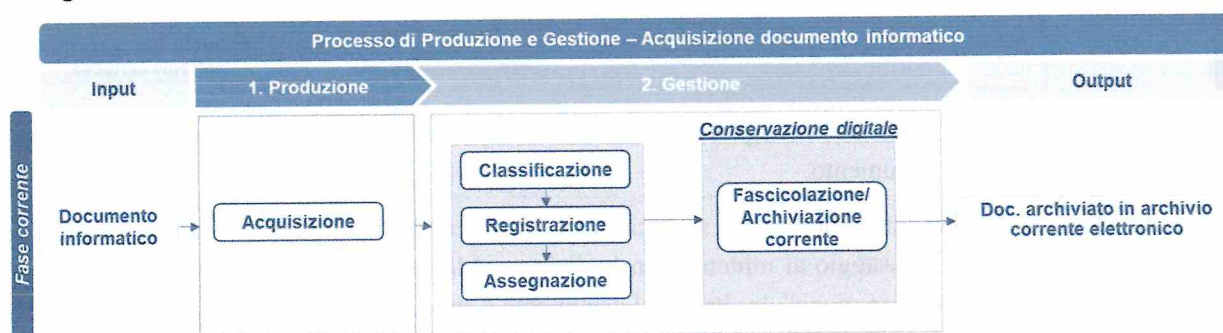 Processo di Produzione e Gestione – Acquisizione documento informatico
Input
1. Produzione
2. Gestione
Output
Fase corrente
Documento
informatico
Acquisizione
Classificazione
Registrazione
Assegnazione
Conservazione digitale
Fascicolazione/
Archiviazione
corrente
Doc. archiviato in archivio
corrente elettronico